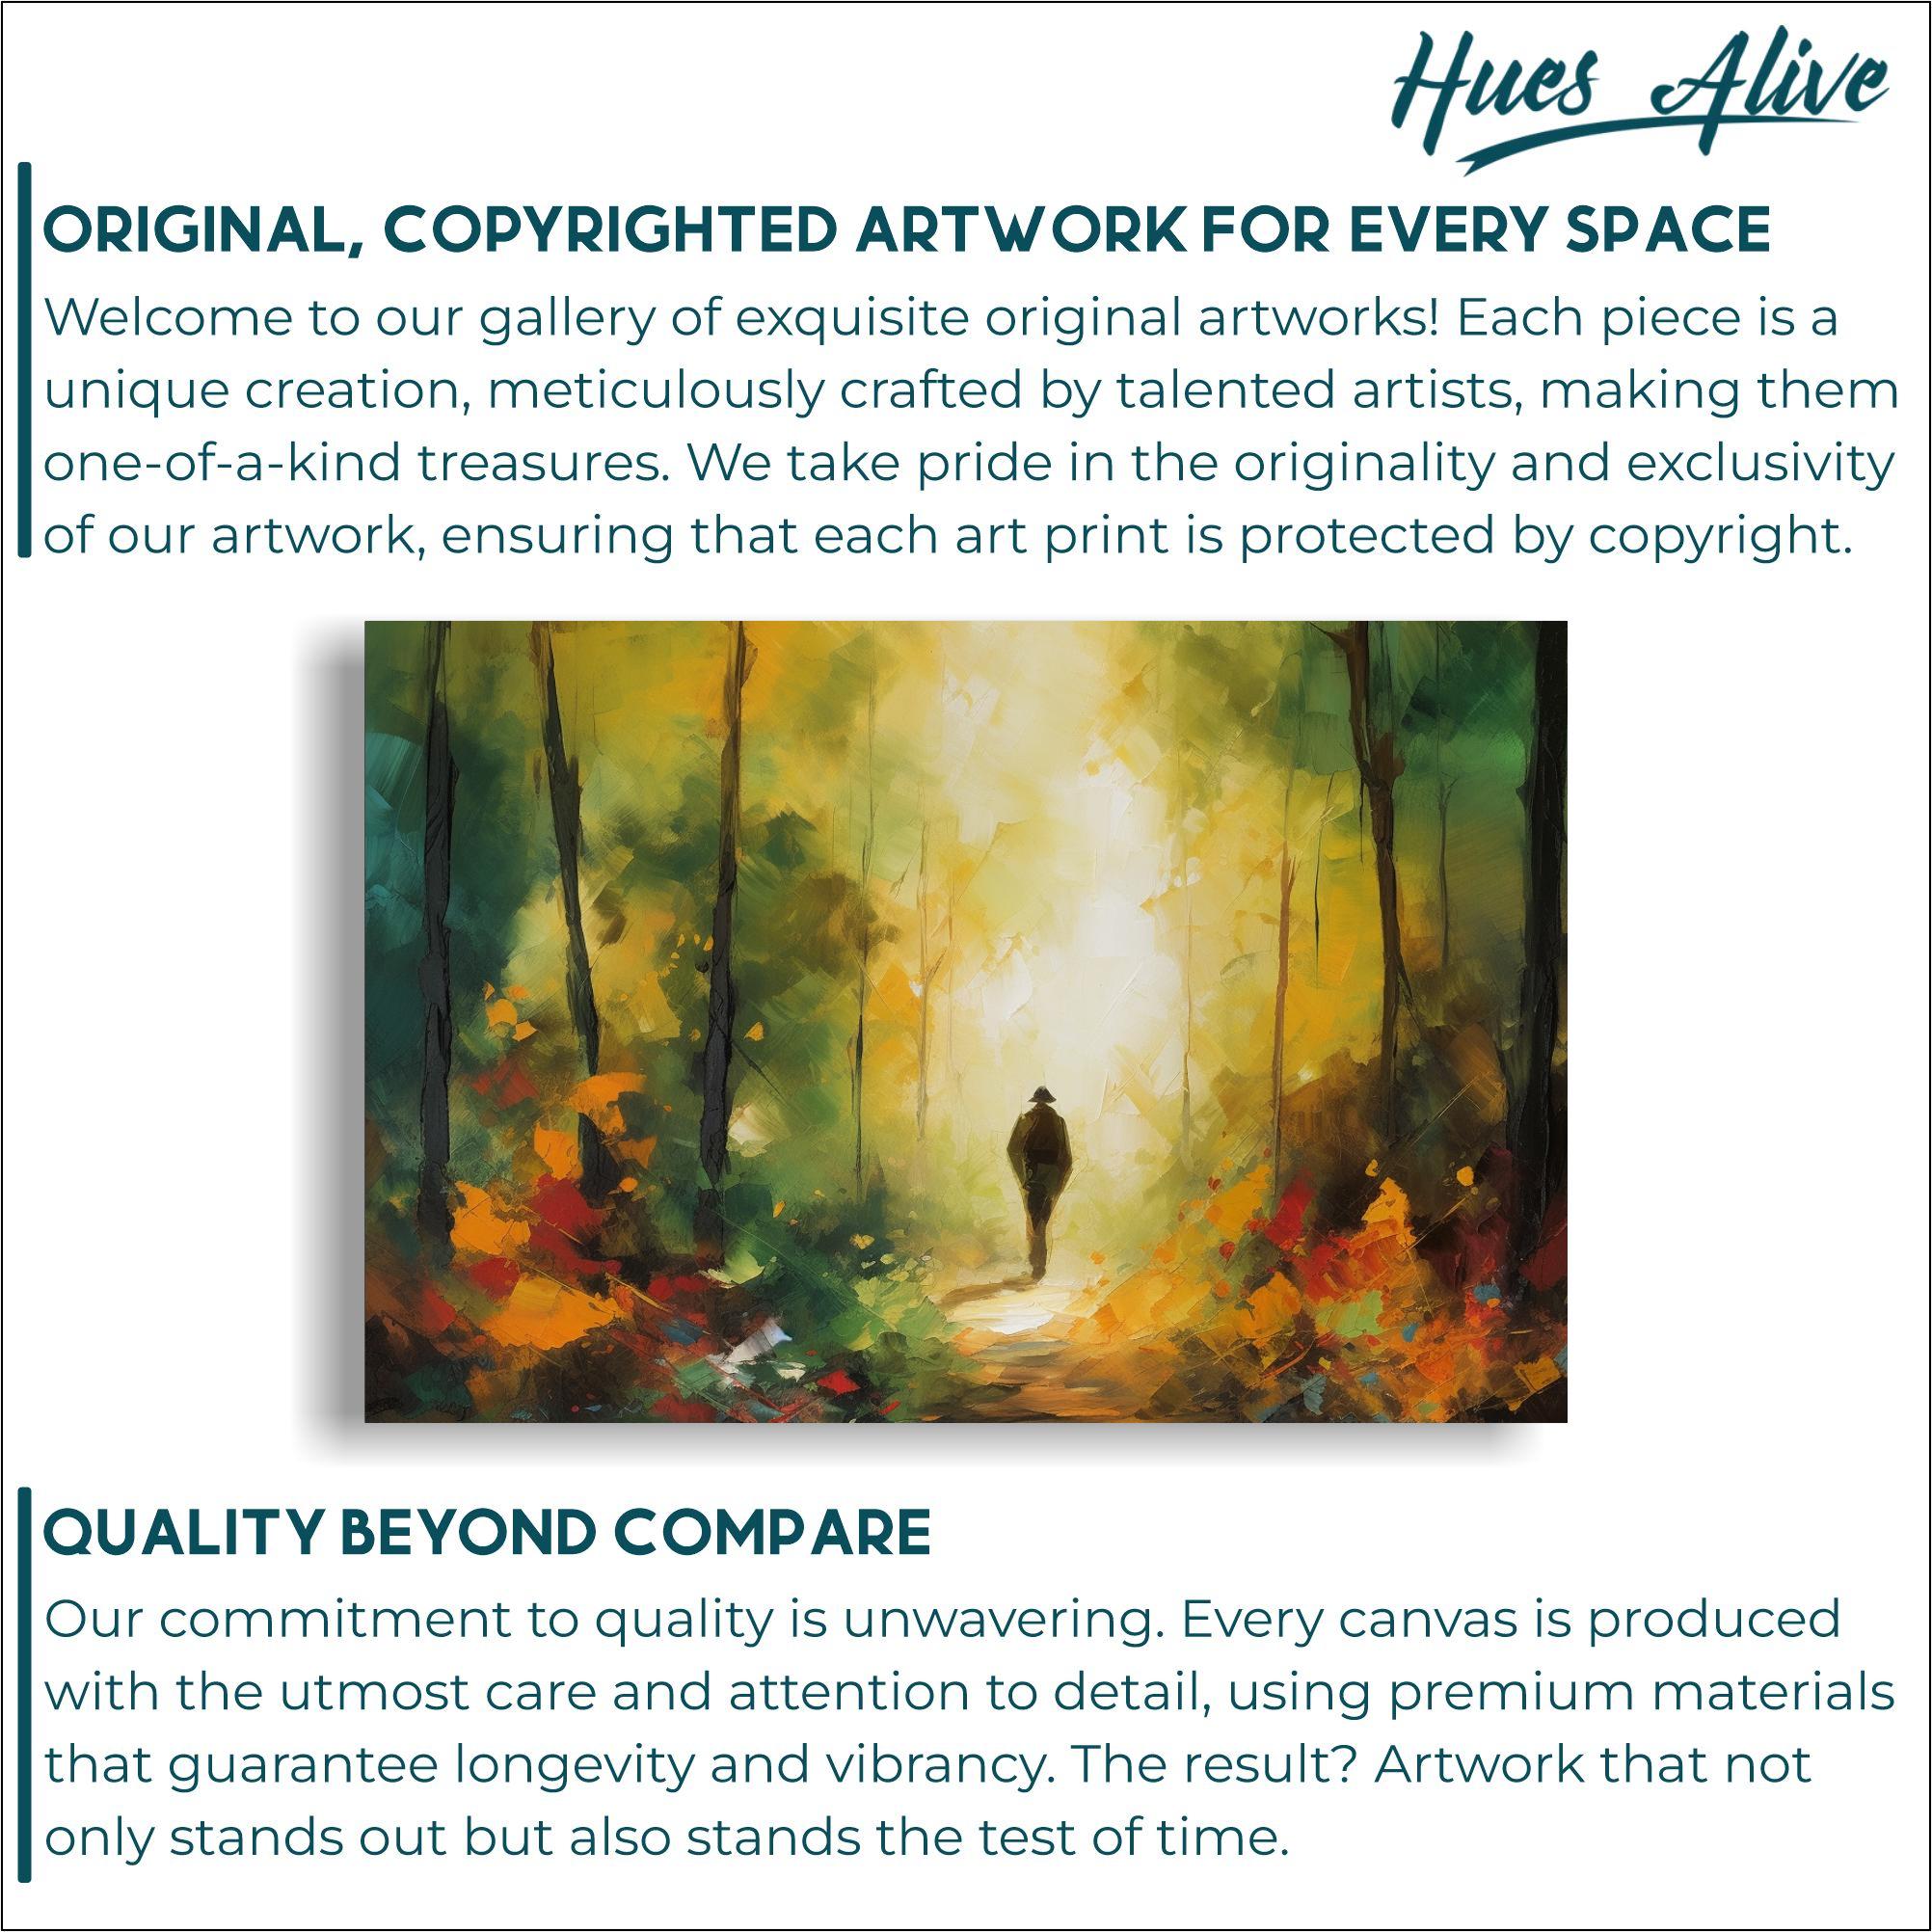 Hues Alive
ORIGINAL, COPYRIGHTED ARTWORK FOR EVERY SPACE
Welcome to our gallery of exquisite original artworks! Each piece is a
unique creation, meticulously crafted by talented artists, making them
one-of-a-kind treasures. We take pride in the originality and exclusivity
of our artwork, ensuring that each art print is protected by copyright.
QUALITY BEYOND COMPARE
Our commitment to quality is unwavering. Every canvas is produced
with the utmost care and attention to detail, using premium materials
that guarantee longevity and vibrancy. The result? Artwork that not
only stands out but also stands the test of time.